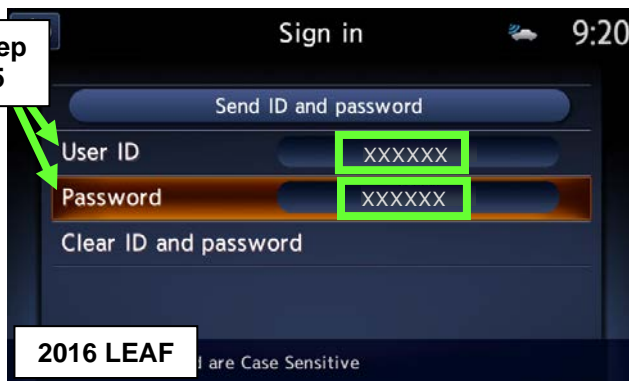 Sign in
9:20
ep
5
Send ID and password
User ID
XXXXXX
Password
XXXXXX
Clear ID and password
2016 LEAF
are Case Sensitive